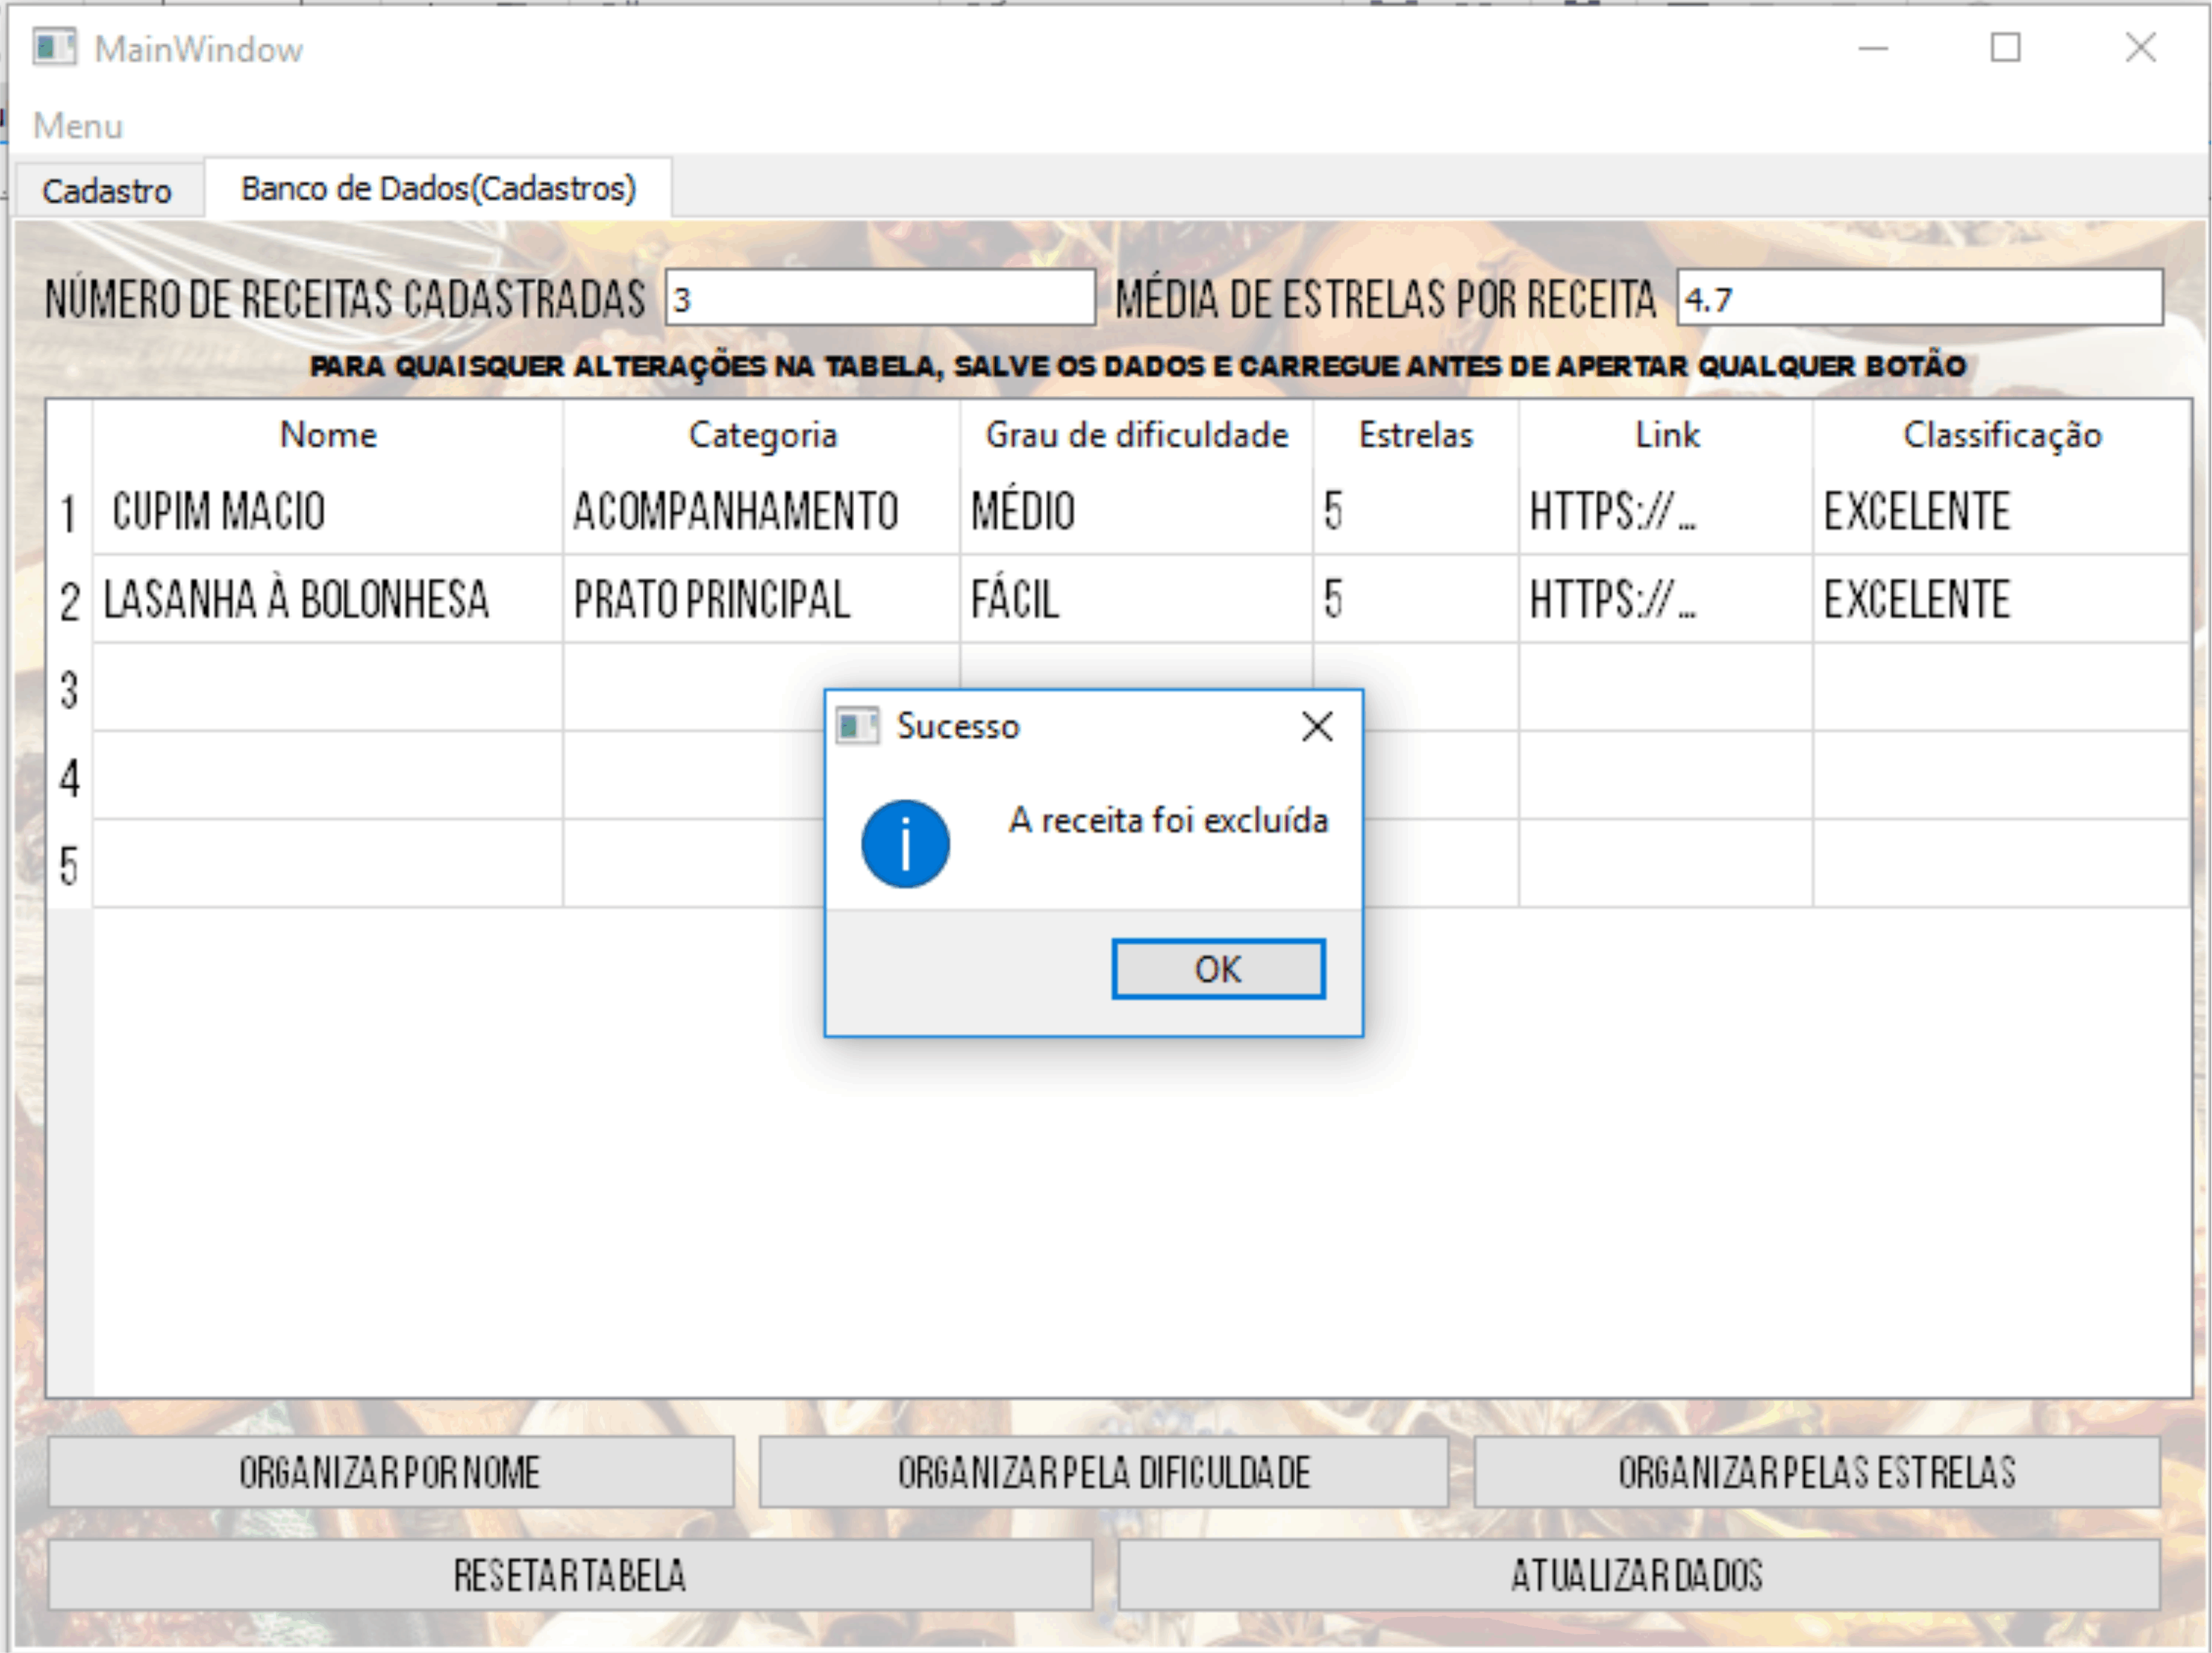 MainWindow
Menu
Cadastro Banco de Dados(Cadastros)
NÚMERO DE RECEITAS CADASTRADAS 3 MÉDIA DE ESTRELAS POR RECEITA 4.7
PARA QUAISQUER ALTERAÇÕES NA TABELA, SALVE OS DADOS E CARREGUE ANTES DE APERTAR QUALQUER BOTÃO
Nome Categoria Grau de dificuldade Estrelas Link Classificação
1 CUPIM MACIO ACOMPANHAMENTO MÉDIO 5 HTTPS:// ... EXCELENTE
2 LASANHA À BOLONHESA PRATO PRINCIPAL FÁCIL 5 HTTPS:// ... EXCELENTE
3
4
5
Sucesso
A receita foi excluída
OK
ORGANIZAR POR NOME ORGANIZAR PELA DIFICULDADE ORGANIZAR PELAS ESTRELAS
RESETAR TABELA ATUALIZAR DADOS